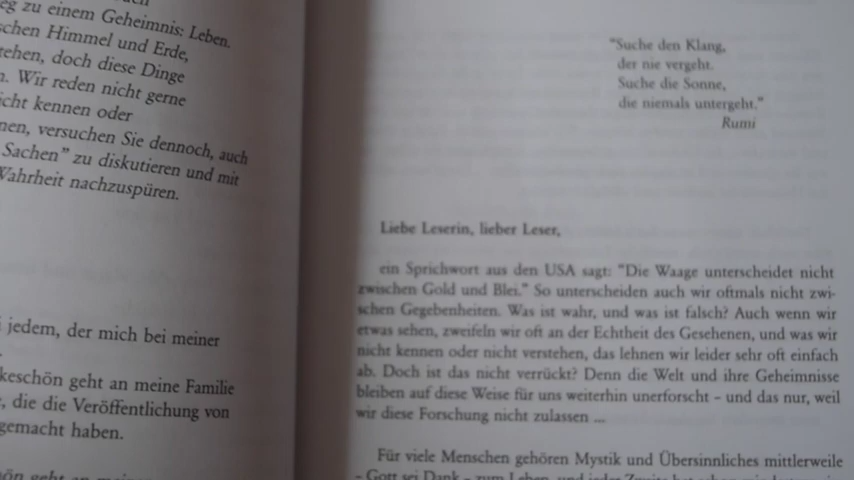 eg zu einem Geheimnis: Leben.
schen Himmel und Erde,
tehen, doch diese Dinge
n. Wir reden nicht gerne
icht kennen oder
nen, versuchen Sie dennoch, auch
Sachen” zu diskutieren und mit
Wahrheit nachzuspüren.
jedem, der mich bei meiner
keschön geht an meine Familie
, die die Veröffentlichung von
gemacht haben.
“Suche den Klang,
der nie vergeht.
Suche die Sonne,
die niemals untergeht.”
Rumi
Liebe Leserin, lieber Leser,
ein Sprichwort aus den USA sagt: “Die Waage unterscheidet nicht
zwischen Gold und Blei.” So unterscheiden auch wir oftmals nicht zwi-
schen Gegebenheiten. Was ist wahr, und was ist falsch? Auch wenn wir
etwas sehen, zweifeln wir oft an der Echtheit des Gesehenen, und was wir
nicht kennen oder nicht verstehen, das lehnen wir leider sehr oft einfach
ab. Doch ist das nicht verrückt? Denn die Welt und ihre Geheimnisse
bleiben auf diese Weise für uns weiterhin unerforscht – und das nur, weil
wir diese Forschung nicht zulassen ...
Für viele Menschen gehören Mystik und Übersinnliches mittlerweile
– Gott sei Dank – zum Leben, und jeder Zweite hat